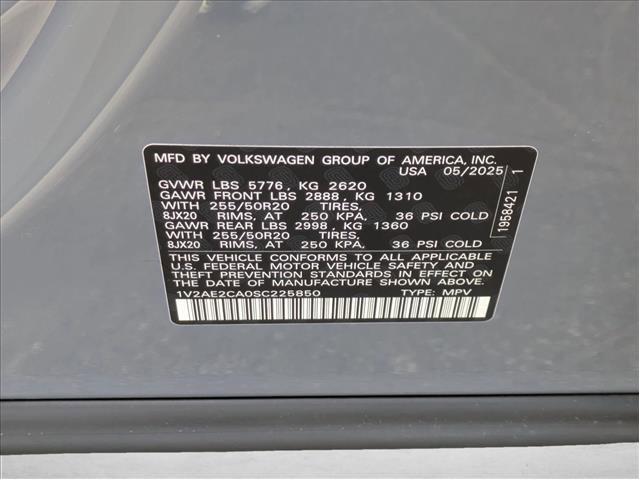 MFD BY VOLKSWAGEN GROUP OF AMERICA, INC.
USA 05/2025
GVWR LBS 5776, KG 2620
GAWR FRONT LBS 2888, KG 1310
WITH 255/50R20 TIRES,
8JX20 RIMS, AT 250 KPA, 36 PSI COLD
GAWR REAR LBS 2998, KG 1360
WITH 255/50R20 TIRES,
8JX20 RIMS, AT 250 KPA, 36 PSI COLD
THIS VEHICLE CONFORMS TO ALL APPLICABLE
U.S. FEDERAL MOTOR VEHICLE SAFETY AND
THEFT PREVENTION STANDARDS IN EFFECT ON
THE DATE OF MANUFACTURE SHOWN ABOVE.
1V2AE2CA0SC225850 TYPE: MPV
1958421 1